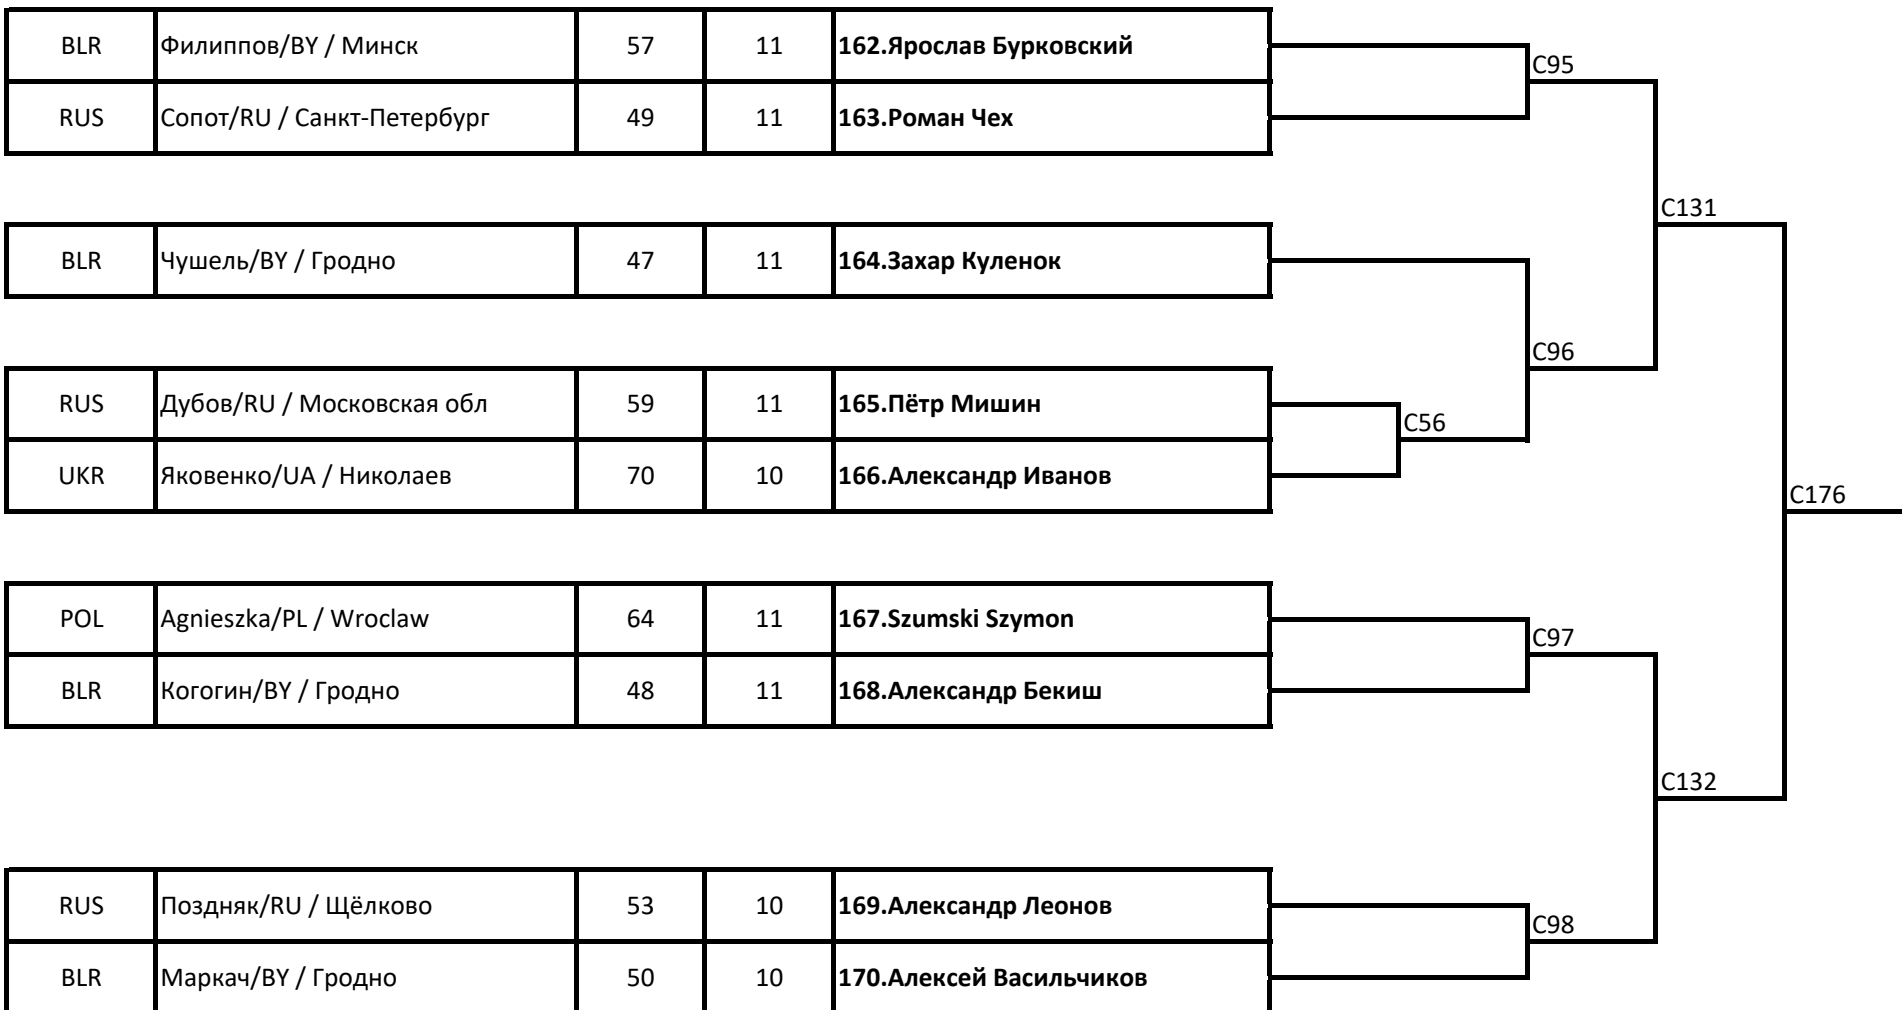 BLR Филиппов/BY / Минск 57 11 162.Ярослав Бурковский
C95
RUS Сопот/RU / Санкт-Петербург 49 11 163.Роман Чех
C131
BLR Чушель/BY / Гродно 47 11 164.Захар Куленок
C96
RUS Дубов/RU / Московская обл 59 11 165.Пётр Мишин
C56
UKR Яковенко/UA / Николаев 70 10 166.Александр Иванов
C176
POL Agnieszka/PL / Wroclaw 64 11 167.Szumski Szymon
C97
BLR Когогин/BY / Гродно 48 11 168.Александр Бекиш
C132
RUS Поздняк/RU / Щёлково 53 10 169.Александр Леонов
C98
BLR Маркач/BY / Гродно 50 10 170.Алексей Васильчиков